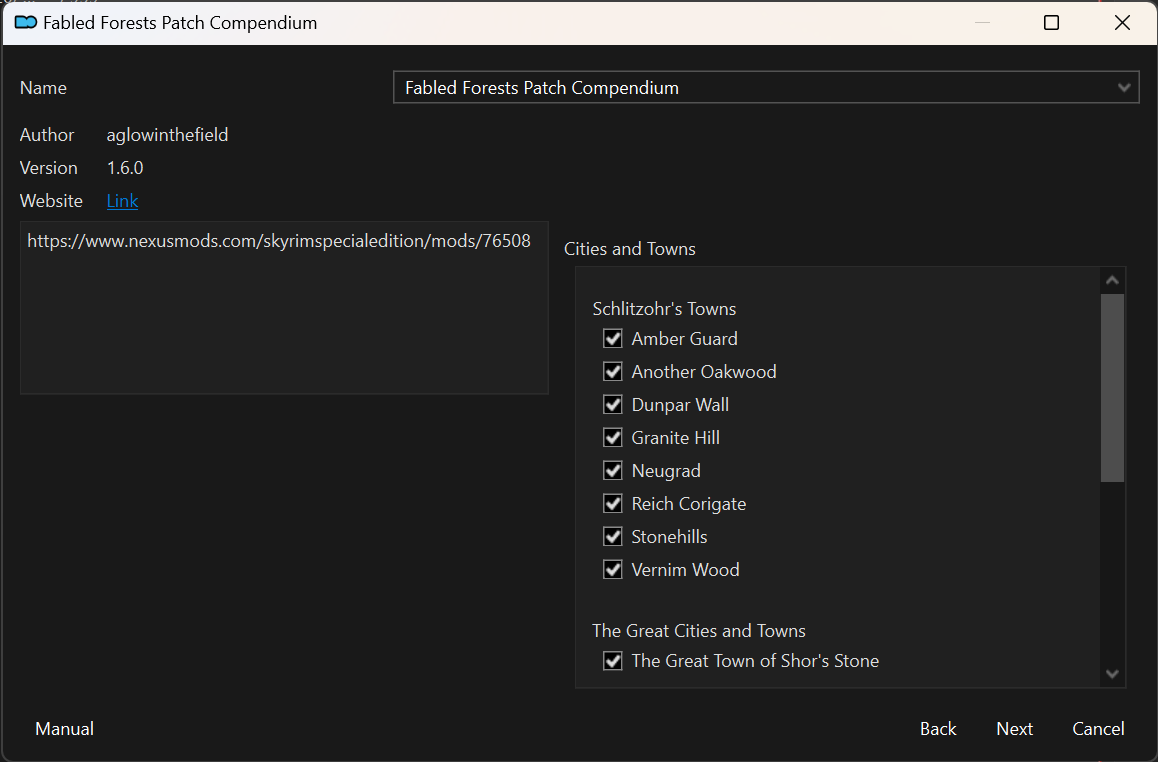 Fabled Forests Patch Compendium
Name
Fabled Forests Patch Compendium
Author aglowinthefield
Version 1.6.0
Website Link
https://www.nexusmods.com/skyrimspecialedition/mods/76508
Cities and Towns
Schlitzohr's Towns
Amber Guard
Another Oakwood
Dunpar Wall
Granite Hill
Neugrad
Reich Corigate
Stonehills
Vernim Wood
The Great Cities and Towns
The Great Town of Shor's Stone
Manual
Back Next Cancel